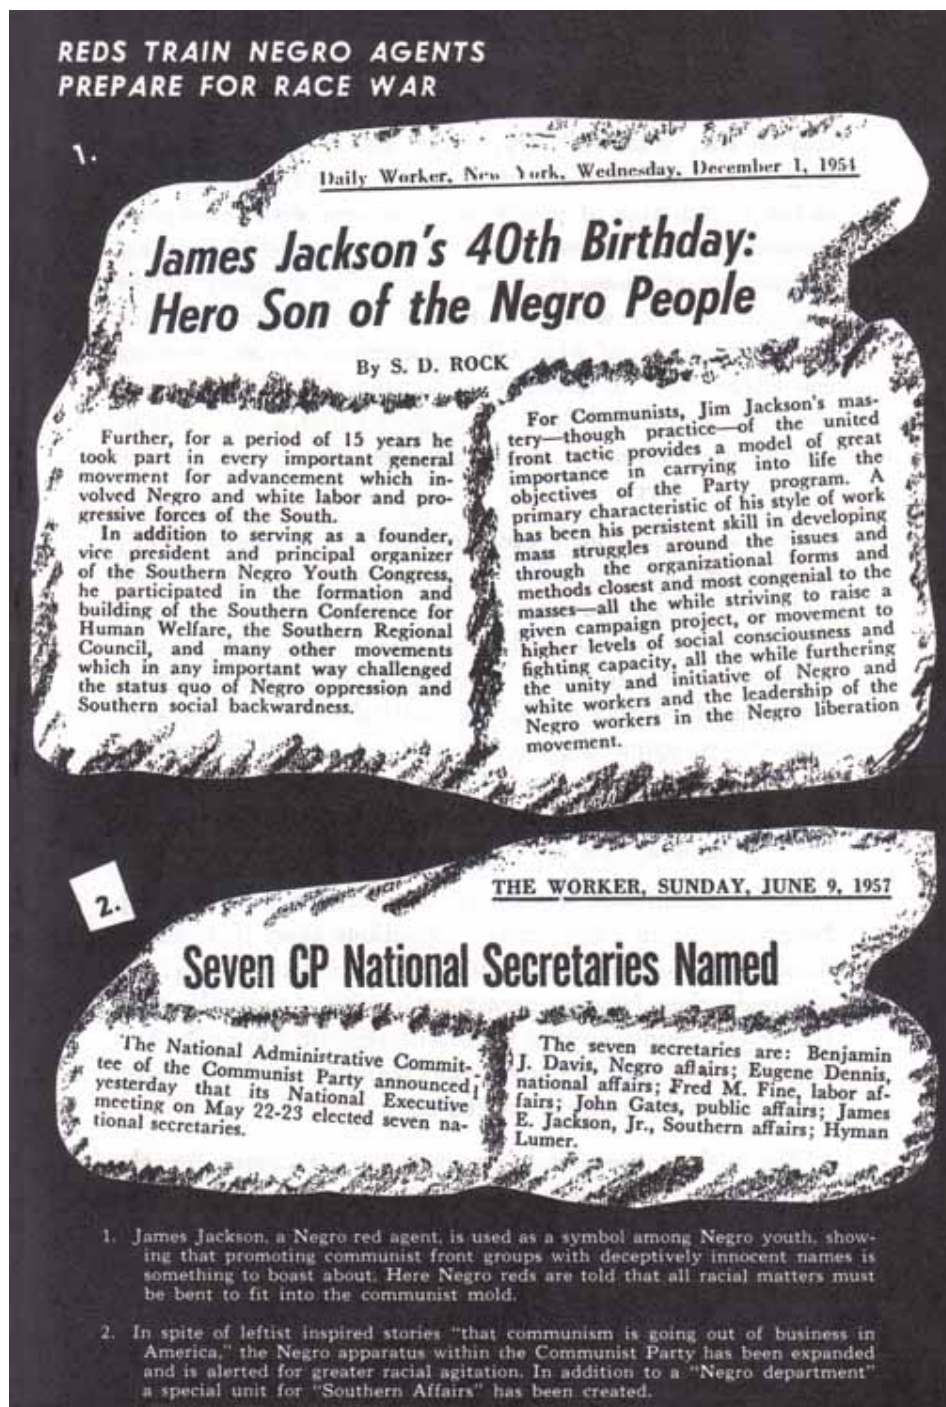 REDS TRAIN NEGRO AGENTS
PREPARE FOR RACE WAR
1.
Daily Worker, New York, Wednesday, December 1, 1954
James Jackson's 40th Birthday:
Hero Son of the Negro People
By S. D. ROCK
Further, for a period of 15 years he
took part in every important general
movement for advancement which in-
volved Negro and white labor and pro-
gressive forces of the South.
In addition to serving as a founder,
vice president and principal organizer
of the Southern Negro Youth Congress,
he participated in the formation and
building of the Southern Conference for
Human Welfare, the Southern Regional
Council, and many other movements
which in any important way challenged
the status quo of Negro oppression and
Southern social backwardness.
For Communists, Jim Jackson's mas-
tery—though practice—of the united
front tactic provides a model of great
importance in carrying into life the
objectives of the Party program. A
primary characteristic of his style of work
has been his persistent skill in developing
mass struggles around the issues and
through the organizational forms and
methods closest and most congenial to the
masses—all the while striving to raise a
given campaign project, or movement to
higher levels of social consciousness and
fighting capacity, all the while furthering
the unity and initiative of Negro and
white workers and the leadership of the
Negro workers in the Negro liberation
movement.
2.
THE WORKER, SUNDAY, JUNE 9, 1957
Seven CP National Secretaries Named
The National Administrative Commit-
tee of the Communist Party announced
yesterday that its National Executive
meeting on May 22-23 elected seven na-
tional secretaries.
The seven secretaries are: Benjamin
J. Davis, Negro affairs; Eugene Dennis,
national affairs; Fred M. Fine, labor af-
fairs; John Gates, public affairs; James
E. Jackson, Jr., Southern affairs; Hyman
Lumer.
1. James Jackson, a Negro red agent, is used as a symbol among Negro youth, show-
ing that promoting communist front groups with deceptively innocent names is
something to boast about. Here Negro reds are told that all racial matters must
be bent to fit into the communist mold.
2. In spite of leftist inspired stories "that communism is going out of business in
America," the Negro apparatus within the Communist Party has been expanded
and is alerted for greater racial agitation. In addition to a "Negro department"
a special unit for "Southern Affairs" has been created.